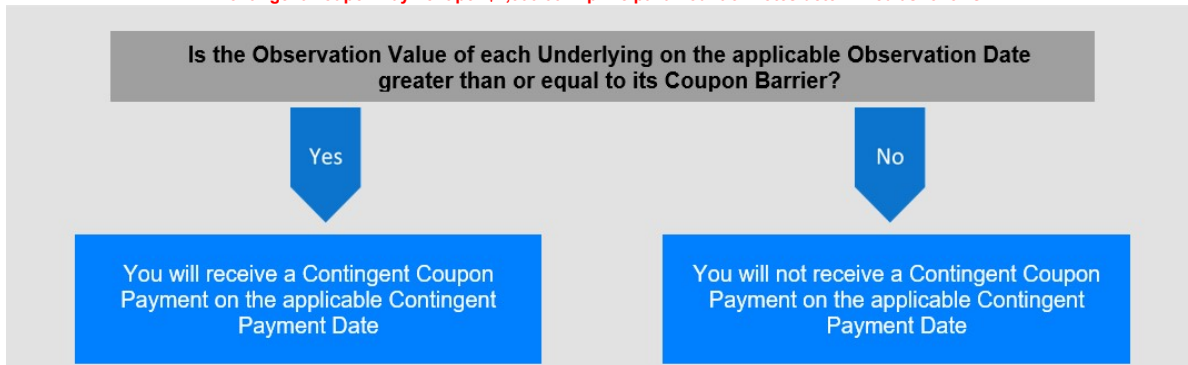 Is the Observation Value of each Underlying on the applicable Observation Date
greater than or equal to its Coupon Barrier?
Yes
No
You will receive a Contingent Coupon
Payment on the applicable Contingent
Payment Date
You will not receive a Contingent Coupon
Payment on the applicable Contingent
Payment Date